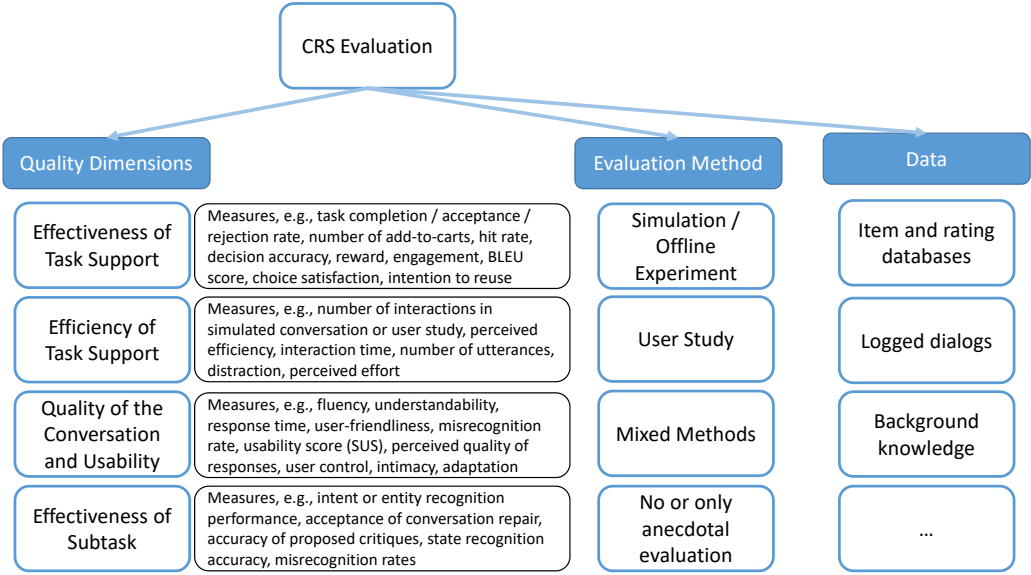 CRS Evaluation
Quality Dimensions
Evaluation Method
Data
Effectiveness of
Task Support
Measures, e.g., task completion / acceptance /
rejection rate, number of add-to-carts, hit rate,
decision accuracy, reward, engagement, BLEU
score, choice satisfaction, intention to reuse
Simulation /
Offline
Experiment
Item and rating
databases
Efficiency of
Task Support
Measures, e.g., number of interactions in
simulated conversation or user study, perceived
efficiency, interaction time, number of utterances,
distraction, perceived effort
User Study
Logged dialogs
Quality of the
Conversation
and Usability
Measures, e.g., fluency, understandability,
response time, user-friendliness, misrecognition
rate, usability score (SUS), perceived quality of
responses, user control, intimacy, adaptation
Mixed Methods
Background
knowledge
Effectiveness of
Subtask
Measures, e.g., intent or entity recognition
performance, acceptance of conversation repair,
accuracy of proposed critiques, state recognition
accuracy, misrecognition rates
No or only
anecdotal
evaluation
...